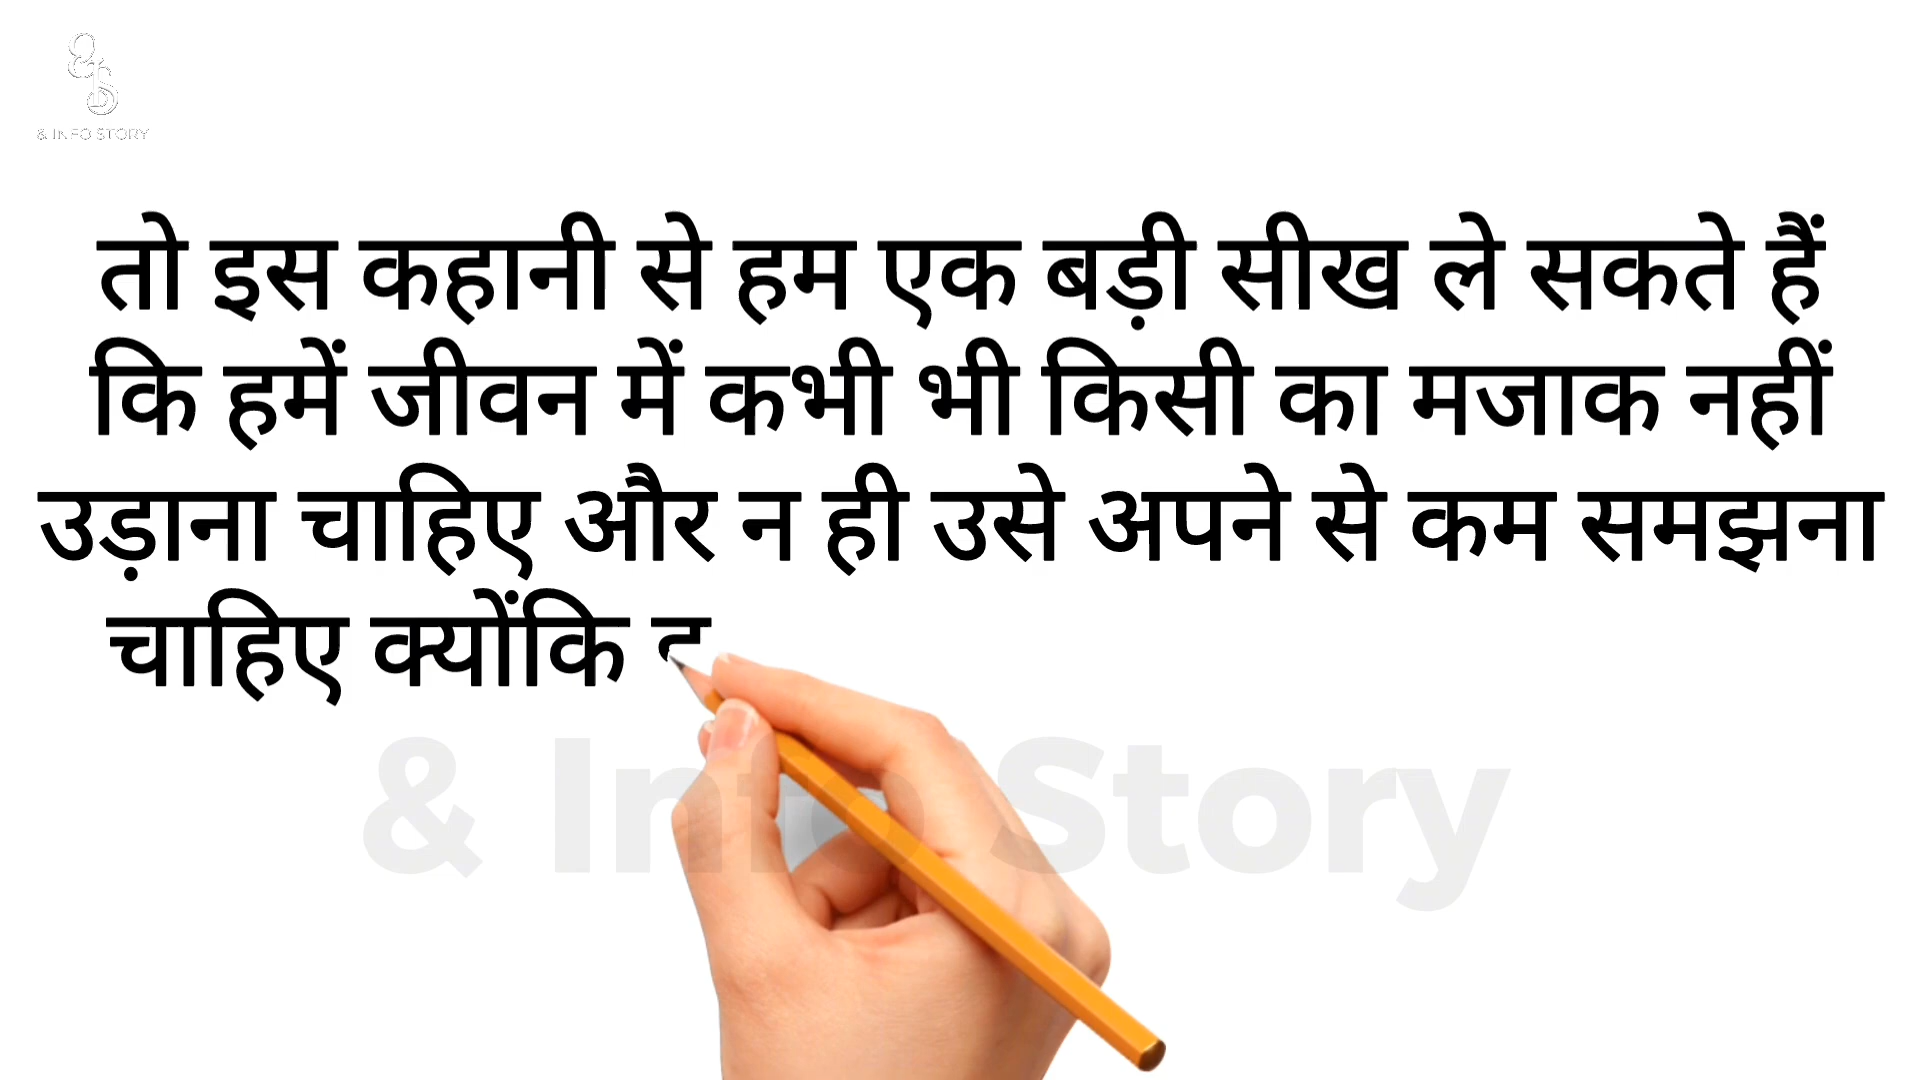 & INFO STORY
तो इस कहानी से हम एक बड़ी सीख ले सकते हैं
कि हमें जीवन में कभी भी किसी का मजाक नहीं
उड़ाना चाहिए और न ही उसे अपने से कम समझना
चाहिए क्योंकि
& Info Story